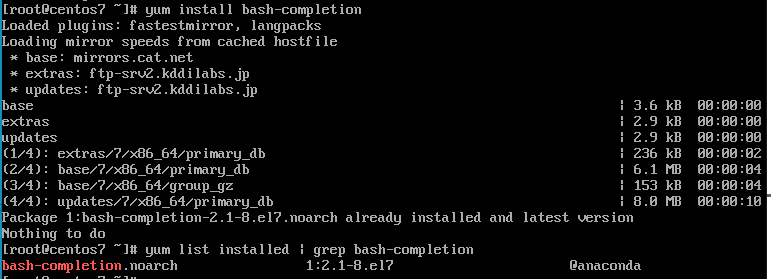 [root@centos7 ~]# yum install bash-completion
Loaded plugins: fastestmirror, langpacks
Loading mirror speeds from cached hostfile
 * base: mirrors.cat.net
 * extras: ftp-srv2.kddilabs.jp
 * updates: ftp-srv2.kddilabs.jp
base | 3.6 kB 00:00:00
extras | 2.9 kB 00:00:00
updates | 2.9 kB 00:00:00
(1/4): extras/7/x86_64/primary_db | 236 kB 00:00:02
(2/4): base/7/x86_64/primary_db | 6.1 MB 00:00:04
(3/4): base/7/x86_64/group_gz | 153 kB 00:00:04
(4/4): updates/7/x86_64/primary_db | 8.0 MB 00:00:10
Package 1:bash-completion-2.1-8.el7.noarch already installed and latest version
Nothing to do
[root@centos7 ~]# yum list installed | grep bash-completion
bash-completion.noarch 1:2.1-8.el7 @anaconda
[root@centos7 ~]#